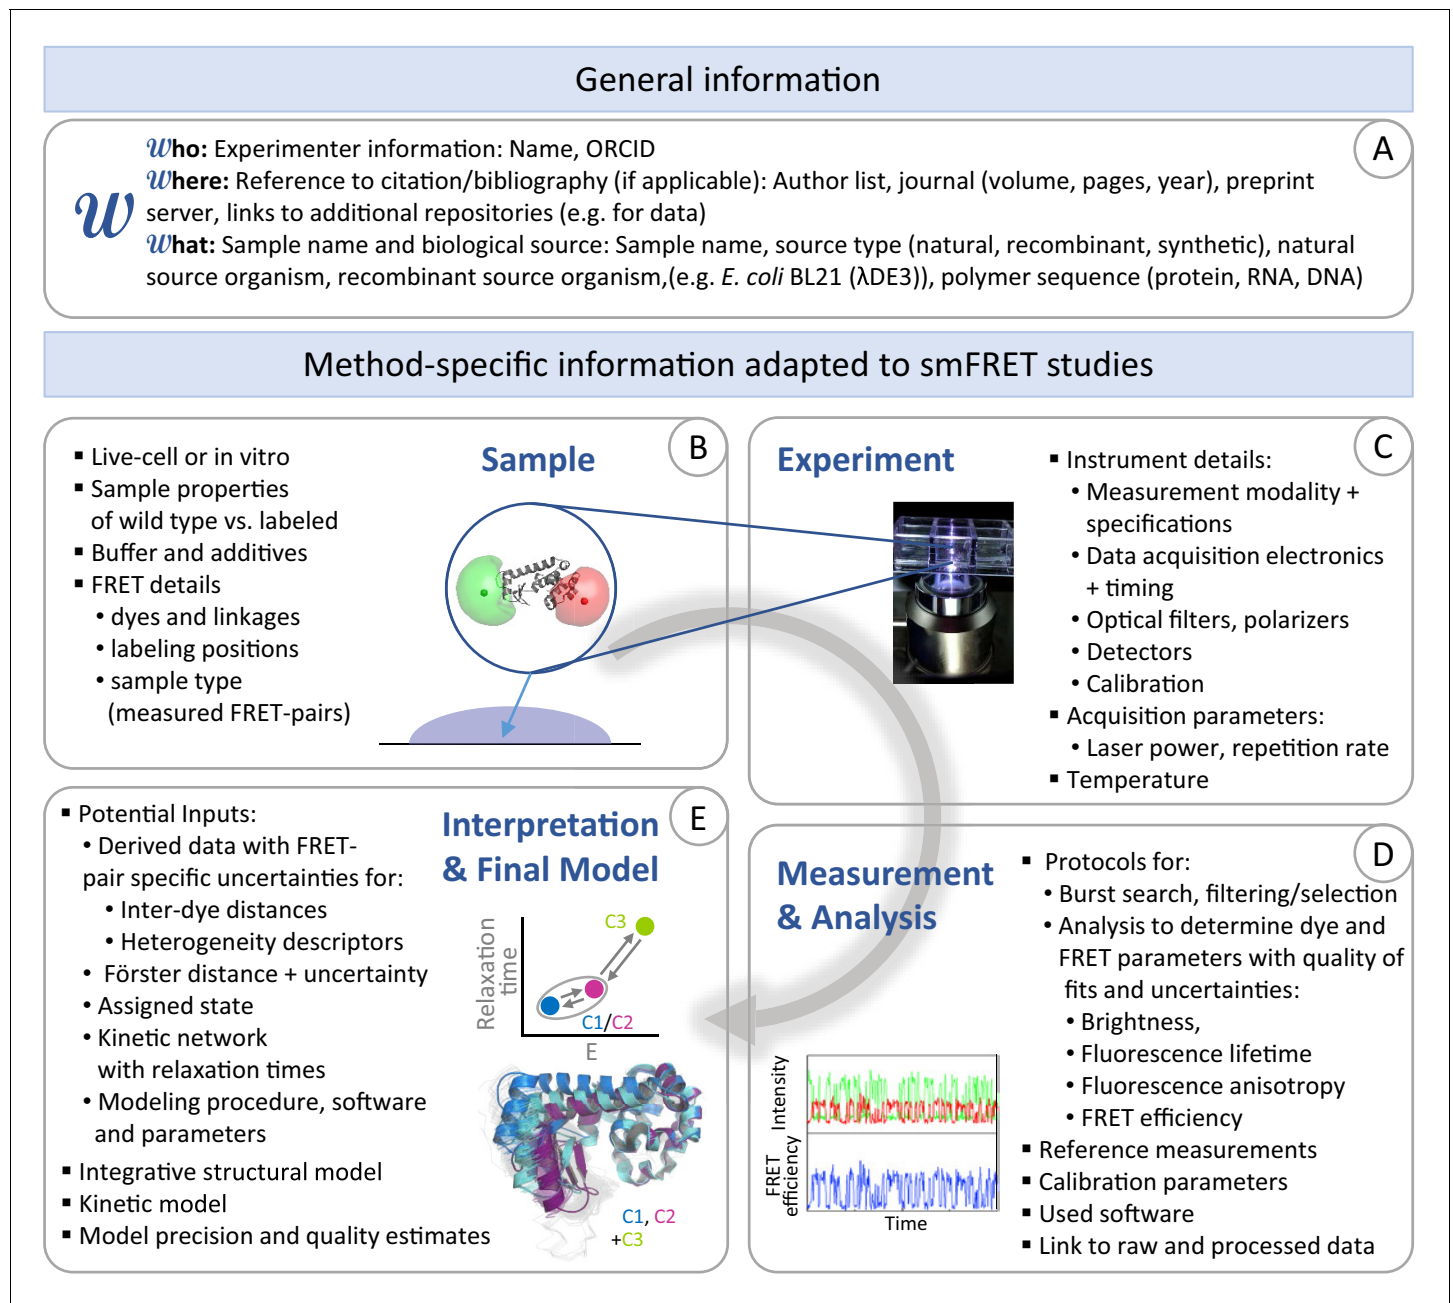 General information
A
Who: Experimenter information: Name, ORCID
Where: Reference to citation/bibliography (if applicable): Author list, journal (volume, pages, year), preprint
server, links to additional repositories (e.g. for data)
What: Sample name and biological source: Sample name, source type (natural, recombinant, synthetic), natural
source organism, recombinant source organism,(e.g. E. coli BL21 (λDE3)), polymer sequence (protein, RNA, DNA)
W
Method-specific information adapted to smFRET studies
B
Sample
▪ Live-cell or in vitro
▪ Sample properties
of wild type vs. labeled
▪ Buffer and additives
▪ FRET details
• dyes and linkages
• labeling positions
• sample type
(measured FRET-pairs)
C
Experiment
▪ Instrument details:
• Measurement modality +
specifications
• Data acquisition electronics
+ timing
• Optical filters, polarizers
• Detectors
• Calibration
▪ Acquisition parameters:
• Laser power, repetition rate
▪ Temperature
D
Measurement
& Analysis
▪ Protocols for:
• Burst search, filtering/selection
• Analysis to determine dye and
FRET parameters with quality of
fits and uncertainties:
• Brightness,
• Fluorescence lifetime
• Fluorescence anisotropy
• FRET efficiency
▪ Reference measurements
▪ Calibration parameters
▪ Used software
▪ Link to raw and processed data
Intensity
FRET
efficiency
Time
E
Interpretation
& Final Model
▪ Potential Inputs:
• Derived data with FRET-
pair specific uncertainties for:
• Inter-dye distances
• Heterogeneity descriptors
• Förster distance + uncertainty
• Assigned state
• Kinetic network
with relaxation times
• Modeling procedure, software
and parameters
▪ Integrative structural model
▪ Kinetic model
▪ Model precision and quality estimates
Relaxation
time
C3
C1/C2
E
C1, C2
+C3